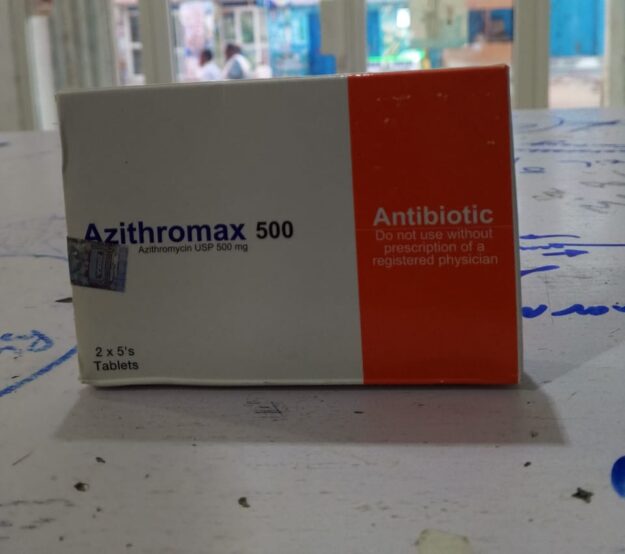 Azithromax 500
Azithromycin USP 500 mg
2 x 5's
Tablets
Antibiotic
Do not use without
prescription of a
registered physician